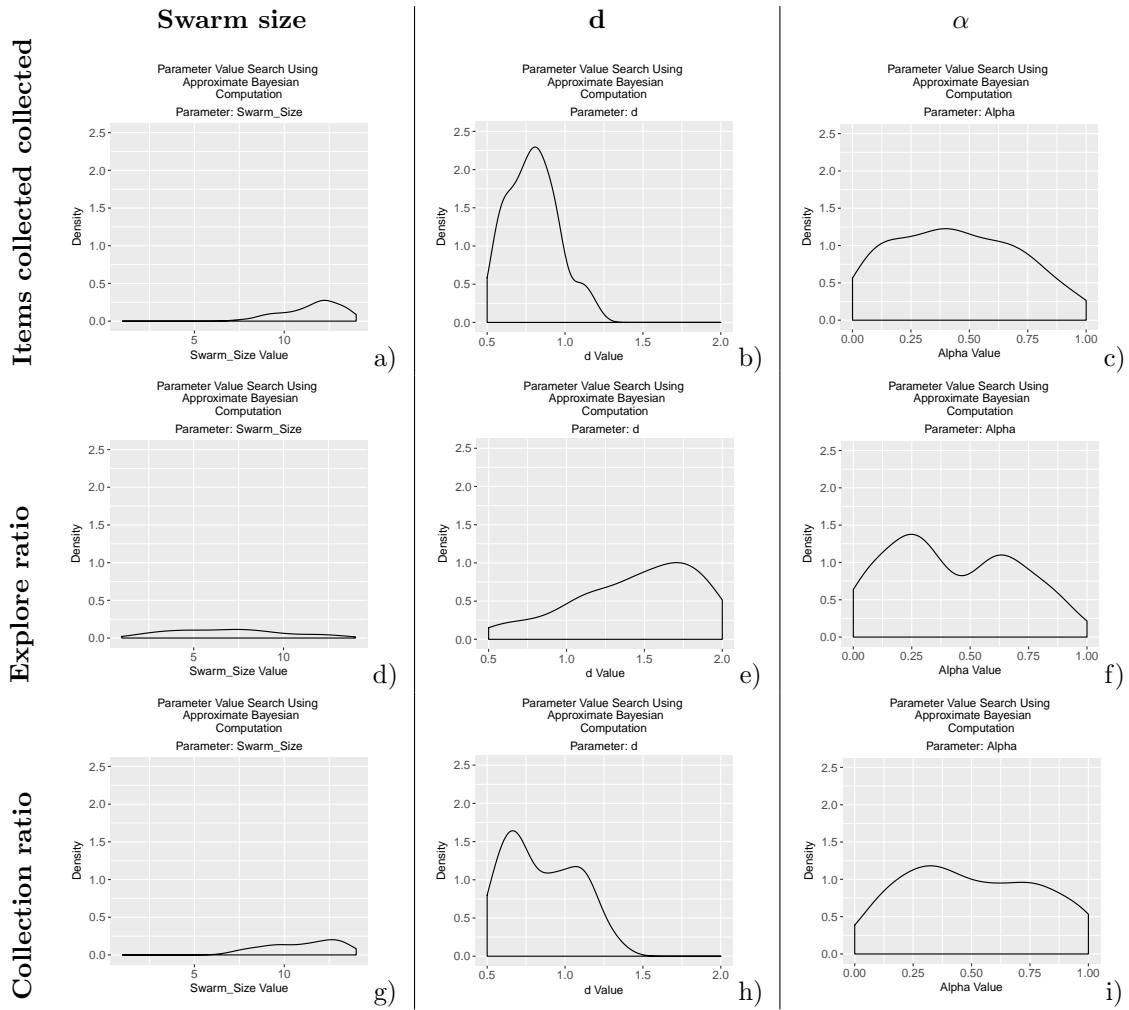 Swarm size
d
α
Items collected collected
Parameter Value Search Using
Approximate Bayesian
Computation
Parameter: Swarm_Size
Density
2.5
2.0
1.5
1.0
0.5
0.0
5 10
Swarm_Size Value
a)
Parameter Value Search Using
Approximate Bayesian
Computation
Parameter: d
Density
2.5
2.0
1.5
1.0
0.5
0.0
0.5 1.0 1.5 2.0
d Value
b)
Parameter Value Search Using
Approximate Bayesian
Computation
Parameter: Alpha
Density
2.5
2.0
1.5
1.0
0.5
0.0
0.00 0.25 0.50 0.75 1.00
Alpha Value
c)
Explore ratio
Parameter Value Search Using
Approximate Bayesian
Computation
Parameter: Swarm_Size
Density
2.5
2.0
1.5
1.0
0.5
0.0
5 10
Swarm_Size Value
d)
Parameter Value Search Using
Approximate Bayesian
Computation
Parameter: d
Density
2.5
2.0
1.5
1.0
0.5
0.0
0.5 1.0 1.5 2.0
d Value
e)
Parameter Value Search Using
Approximate Bayesian
Computation
Parameter: Alpha
Density
2.5
2.0
1.5
1.0
0.5
0.0
0.00 0.25 0.50 0.75 1.00
Alpha Value
f)
Collection ratio
Parameter Value Search Using
Approximate Bayesian
Computation
Parameter: Swarm_Size
Density
2.5
2.0
1.5
1.0
0.5
0.0
5 10
Swarm_Size Value
g)
Parameter Value Search Using
Approximate Bayesian
Computation
Parameter: d
Density
2.5
2.0
1.5
1.0
0.5
0.0
0.5 1.0 1.5 2.0
d Value
h)
Parameter Value Search Using
Approximate Bayesian
Computation
Parameter: Alpha
Density
2.5
2.0
1.5
1.0
0.5
0.0
0.00 0.25 0.50 0.75 1.00
Alpha Value
i)